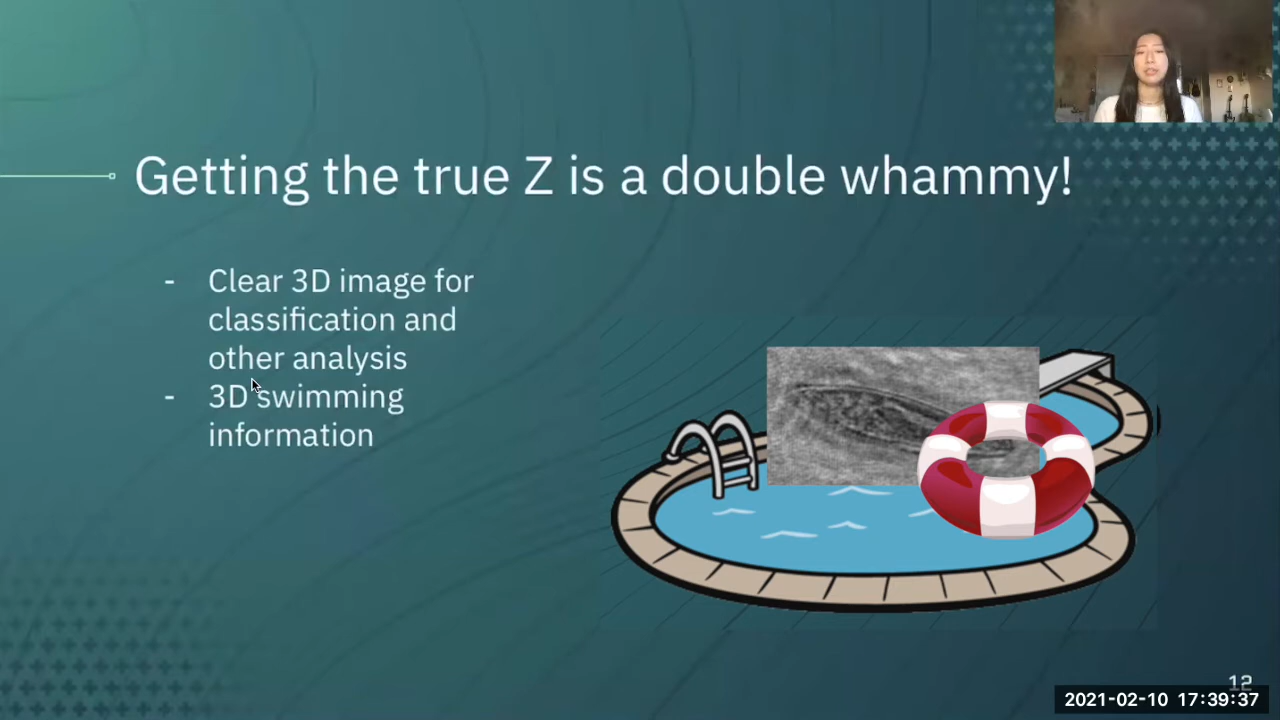 Getting the true Z is a double whammy!
- Clear 3D image for
classification and
other analysis
- 3D swimming
information
12
2021-02-10 17:39:37